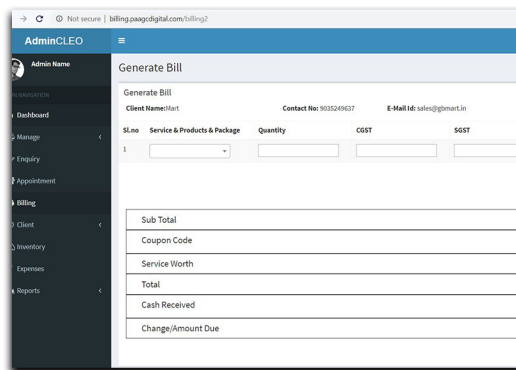 Not secure | billing.paagcdigital.com/billing2
AdminCLEO
Admin Name
Generate Bill
NAVIGATION
Generate Bill
Client Name:Mart Contact No: 9035249637 E-Mail Id: sales@gbmart.in
Dashboard
Sl.no Service & Products & Package Quantity CGST SGST
Manage
1
Enquiry
Appointment
Billing
Sub Total
Client
Coupon Code
Inventory
Service Worth
Expenses
Total
Reports
Cash Received
Change/Amount Due